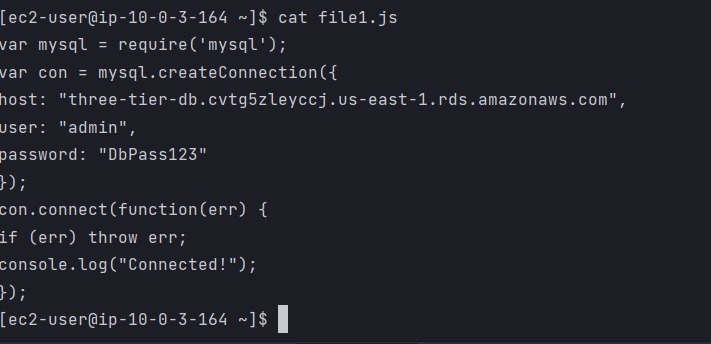 [ec2-user@ip-10-0-3-164 ~]$ cat file1.js
var mysql = require('mysql');
var con = mysql.createConnection({
host: "three-tier-db.cvtg5zleyccj.us-east-1.rds.amazonaws.com",
user: "admin",
password: "DbPass123"
});
con.connect(function(err) {
if (err) throw err;
console.log("Connected!");
});
[ec2-user@ip-10-0-3-164 ~]$